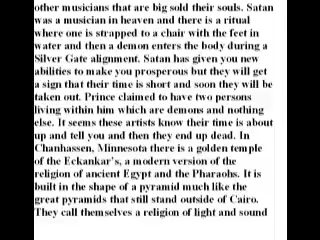 other musicians that are big sold their souls. Satan
was a musician in heaven and there is a ritual
where one is strapped to a chair with the feet in
water and then a demon enters the body during a
Silver Gate alignment. Satan has given you new
abilities to make you prosperous but they will get
a sign that their time is short and soon they will be
taken out. Prince claimed to have two persons
living within him which are demons and nothing
else. It seems these artists know their time is about
up and tell you and then they end up dead. In
Chanhassen, Minnesota there is a golden temple
of the Eckankar's, a modern version of the
religion of ancient Egypt and the Pharaohs. It is
built in the shape of a pyramid much like the
great pyramids that still stand outside of Cairo.
They call themselves a religion of light and sound